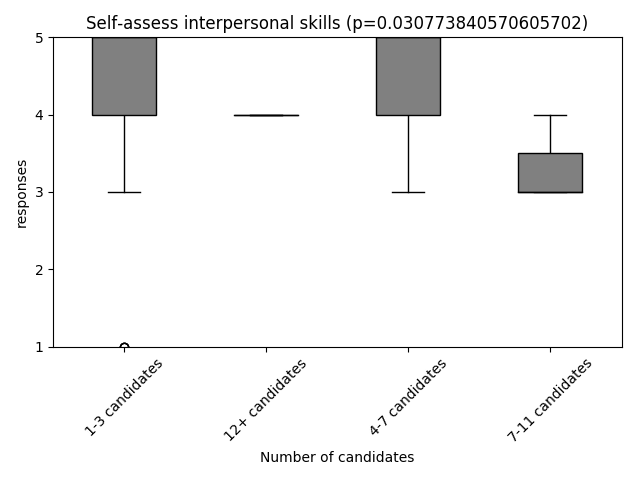 Self-assess interpersonal skills (p=0.030773840570605702)
responses
5
4
3
2
1
1-3 candidates
12+ candidates
4-7 candidates
7-11 candidates
Number of candidates